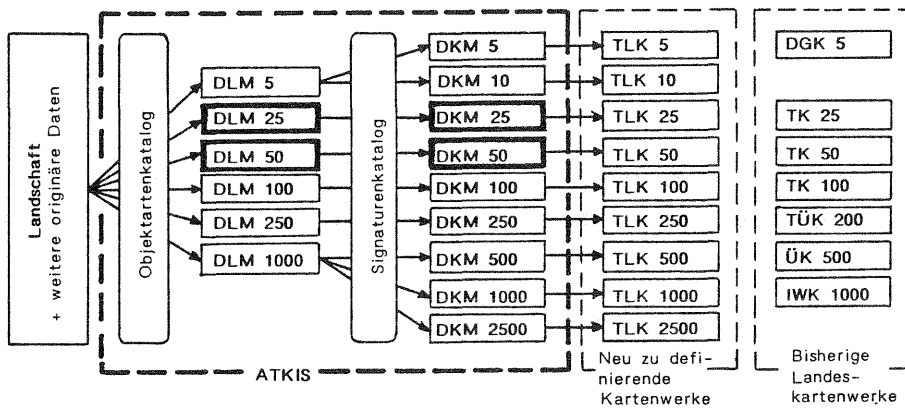 Landschaft
+ weitere originäre Daten
Objektartenkatalog
DLM 5
DLM 25
DLM 50
DLM 100
DLM 250
DLM 1000
Signaturenkatalog
DKM 5
DKM 10
DKM 25
DKM 50
DKM 100
DKM 250
DKM 500
DKM 1000
DKM 2500
ATKIS
TLK 5
TLK 10
TLK 25
TLK 50
TLK 100
TLK 250
TLK 500
TLK 1000
TLK 2500
Neu zu defi-
nierende
Kartenwerke
DGK 5
TK 25
TK 50
TK 100
TÜK 200
ÜK 500
IWK 1000
Bisherige
Landes-
kartenwerke